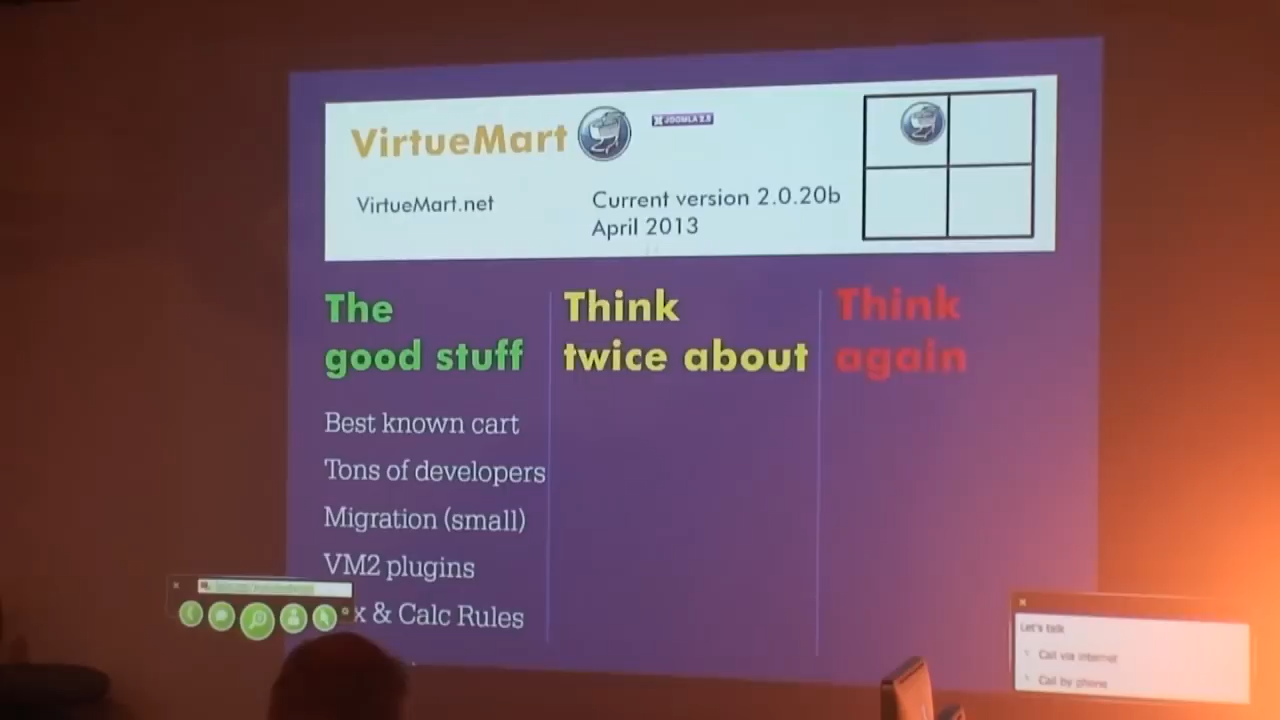 VirtueMart
JOOMLA 2.5
VirtueMart.net
Current version 2.0.20b
April 2013
The
good stuff
Think
twice about
Think
again
Best known cart
Tons of developers
Migration (small)
VM2 plugins
x & Calc Rules
Let's talk
Call via internet
Call by phone